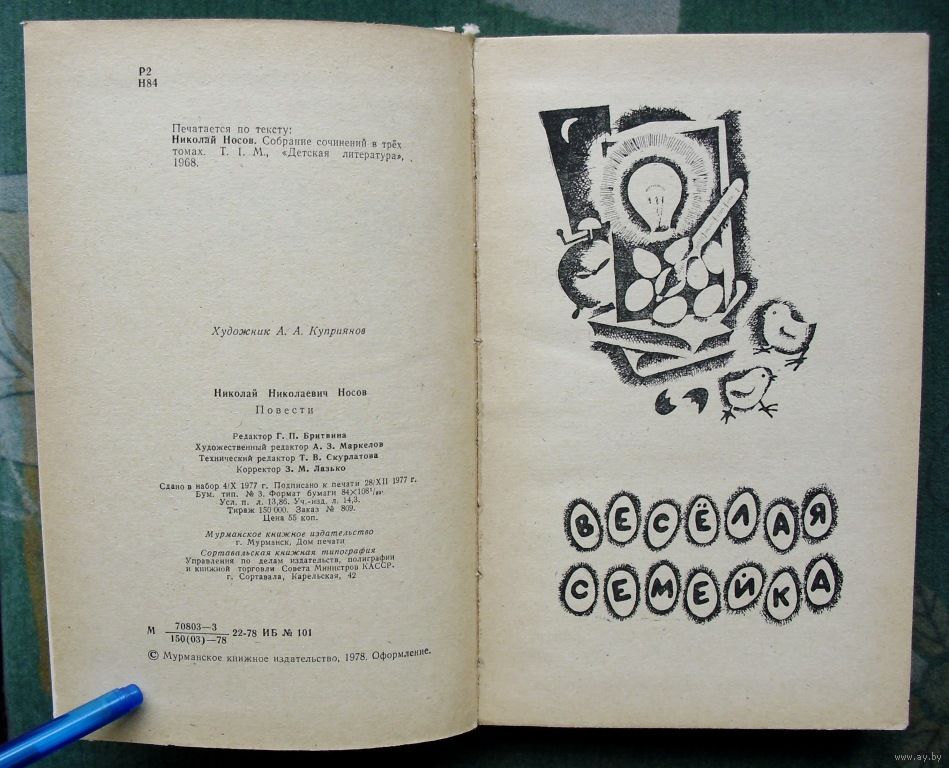 Р2
Н84
Печатается по тексту:
Николай Носов. Собрание сочинений в трёх
томах. Т. I. М., «Детская литература»,
1968.
Художник А. А. Куприянов
Николай Николаевич Носов
Повести
Редактор Г. П. Бритвина
Художественный редактор А. З. Маркелов
Технический редактор Т. В. Скурлатова
Корректор З. М. Лазько
Сдано в набор 4/X 1977 г. Подписано к печати 28/XII 1977 г.
Бум. тип. № 3. Формат бумаги 84×108¹/₃₂.
Усл. п. л. 13,86. Уч.-изд. л. 14,3.
Тираж 150 000. Заказ № 809.
Цена 55 коп.
Мурманское книжное издательство
г. Мурманск, Дом печати
Сортавальская книжная типография
Управления по делам издательств, полиграфии
и книжной торговли Совета Министров КАССР.
г. Сортавала, Карельская, 42
М 70803—3
150(03)—78 22-78 ИБ № 101
© Мурманское книжное издательство, 1978. Оформление.
ВЕСЁЛАЯ
СЕМЕЙКА
www.ay.by